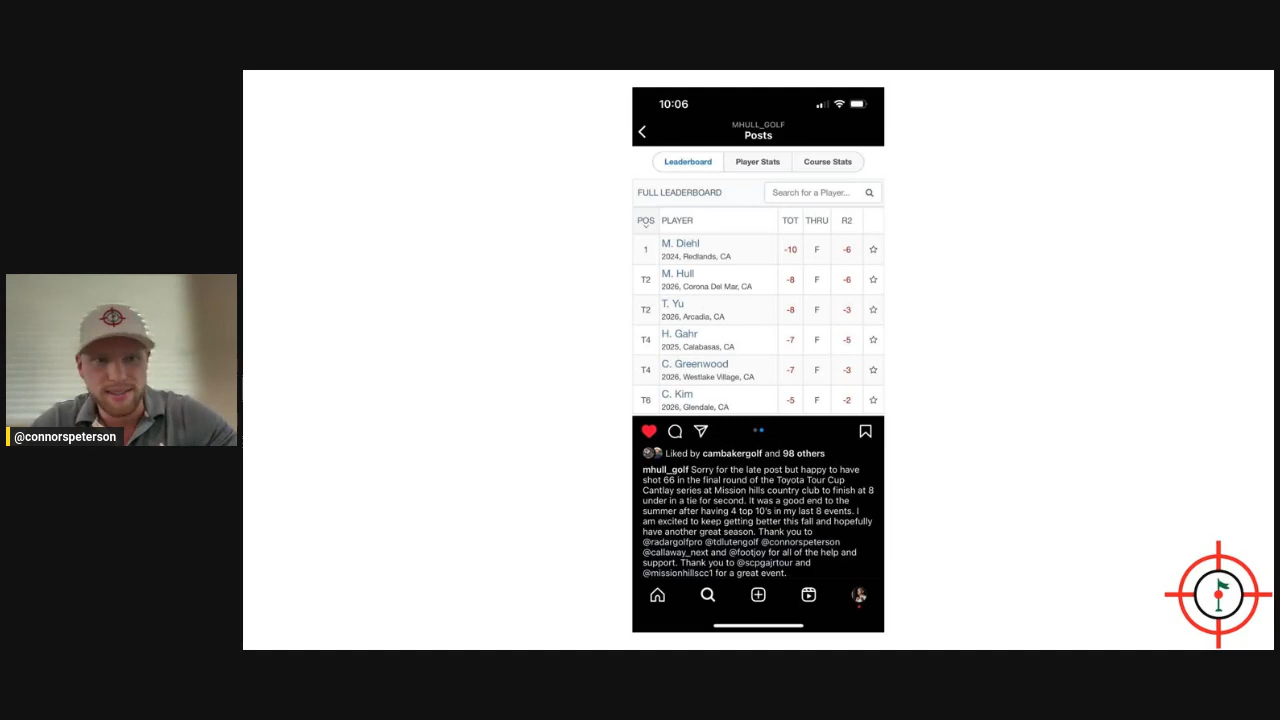 10:06
MHULL_GOLF
Posts
Leaderboard Player Stats Course Stats
FULL LEADERBOARD Search for a Player...
POS PLAYER TOT THRU R2
1 M. Diehl -10 F -6
2024, Redlands, CA
T2 M. Hull -8 F -6
2026, Corona Del Mar, CA
T2 T. Yu -8 F -3
2026, Arcadia, CA
T4 H. Gahr -7 F -5
2025, Calabasas, CA
T4 C. Greenwood -7 F -3
2026, Westlake Village, CA
T6 C. Kim -5 F -2
2026, Glendale, CA
Liked by cambakergolf and 98 others
mhull_golf Sorry for the late post but happy to have
shot 66 in the final round of the Toyota Tour Cup
Cantlay series at Mission hills country club to finish at 8
under in a tie for second. It was a good end to the
summer after having 4 top 10's in my last 8 events. I
am excited to keep getting better this fall and hopefully
have another great season. Thank you to
@radargolfpro @tdlutengolf @connorspeterson
@callaway_next and @footjoy for all of the help and
support. Thank you to @scpgajrtour and
@missionhillscc1 for a great event.
@connorspeterson